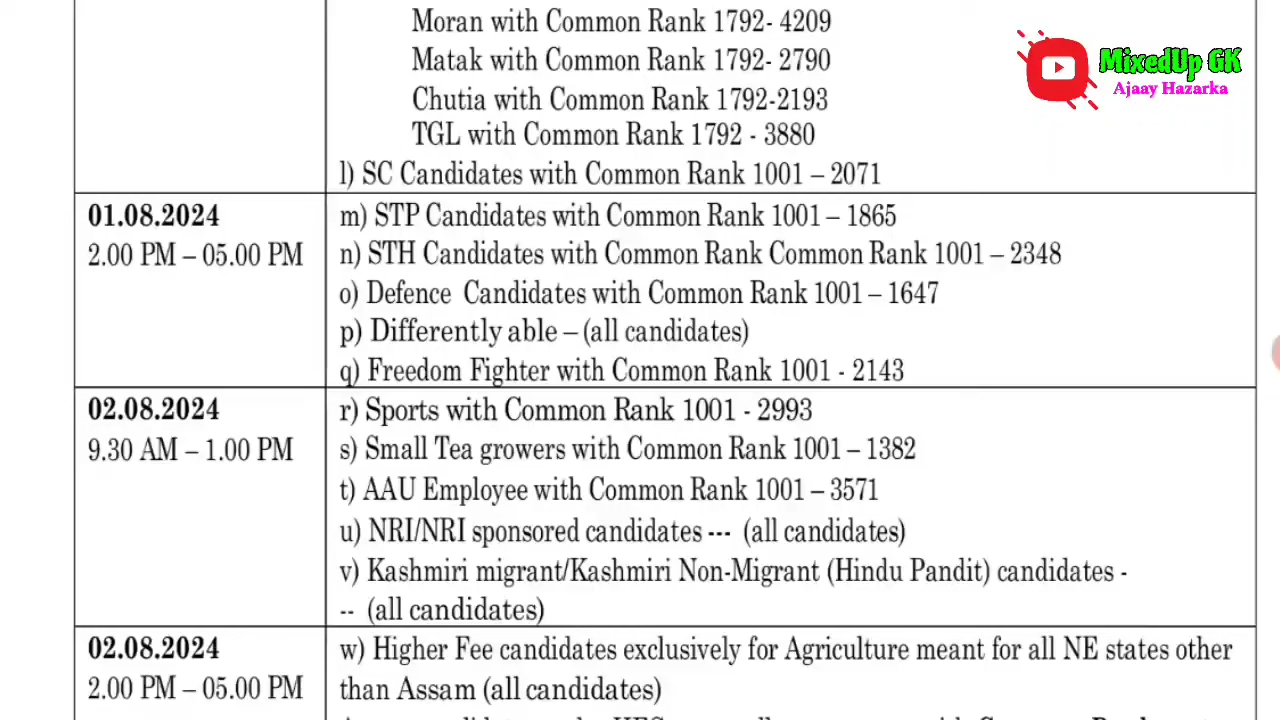 Moran with Common Rank 1792- 4209
Matak with Common Rank 1792- 2790
Chutia with Common Rank 1792-2193
TGL with Common Rank 1792 - 3880
l) SC Candidates with Common Rank 1001 – 2071
MixedUp GK
Ajaay Hazarka
01.08.2024
2.00 PM – 05.00 PM
m) STP Candidates with Common Rank 1001 – 1865
n) STH Candidates with Common Rank Common Rank 1001 – 2348
o) Defence Candidates with Common Rank 1001 – 1647
p) Differently able – (all candidates)
q) Freedom Fighter with Common Rank 1001 - 2143
02.08.2024
9.30 AM – 1.00 PM
r) Sports with Common Rank 1001 - 2993
s) Small Tea growers with Common Rank 1001 – 1382
t) AAU Employee with Common Rank 1001 – 3571
u) NRI/NRI sponsored candidates --- (all candidates)
v) Kashmiri migrant/Kashmiri Non-Migrant (Hindu Pandit) candidates -
-- (all candidates)
02.08.2024
2.00 PM – 05.00 PM
w) Higher Fee candidates exclusively for Agriculture meant for all NE states other
than Assam (all candidates)